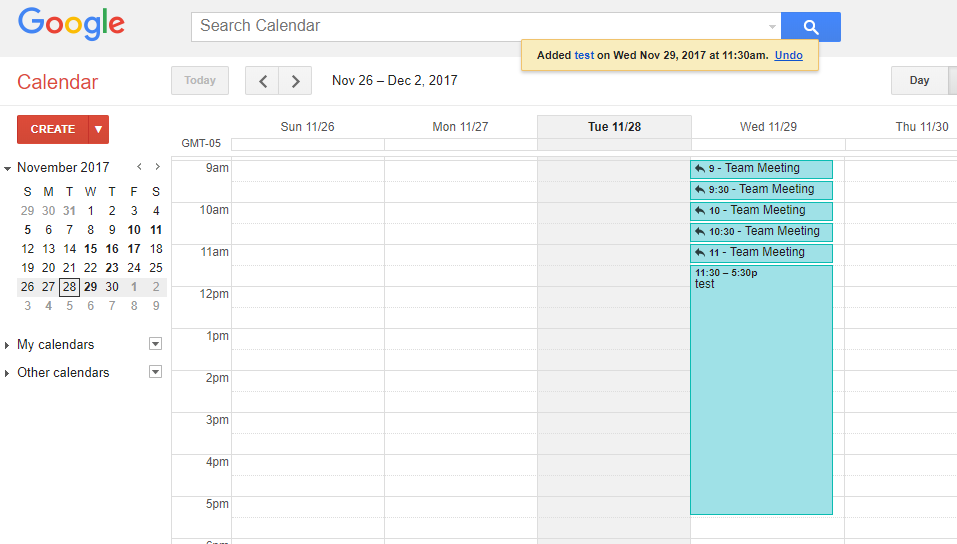 Google
Search Calendar
Added test on Wed Nov 29, 2017 at 11:30am. Undo
Calendar
Today
Nov 26 – Dec 2, 2017
Day
CREATE
November 2017
S M T W T F S
29 30 31 1 2 3 4
5 6 7 8 9 10 11
12 13 14 15 16 17 18
19 20 21 22 23 24 25
26 27 28 29 30 1 2
3 4 5 6 7 8 9
My calendars
Other calendars
Sun 11/26 Mon 11/27 Tue 11/28 Wed 11/29 Thu 11/30
GMT-05
9am
10am
11am
12pm
1pm
2pm
3pm
4pm
5pm
9 - Team Meeting
9:30 - Team Meeting
10 - Team Meeting
10:30 - Team Meeting
11 - Team Meeting
11:30 – 5:30p
test